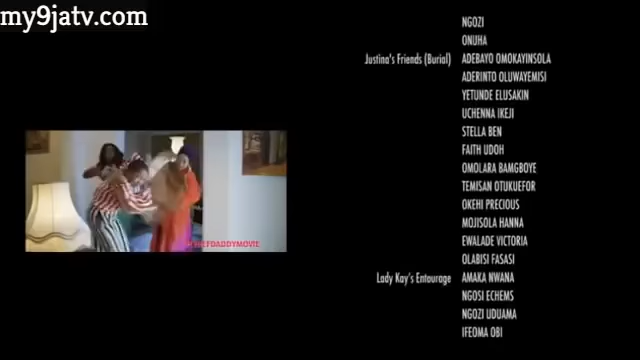 my9jatv.com
NGOZI
ONUHA
Justina's Friends (Burial) ADEBAYO OMOKAYINSOLA
ADERINTO OLUWAYEMISI
YETUNDE ELUSAKIN
UCHENNA IKEJI
STELLA BEN
FAITH UDOH
OMOLARA BAMGBOYE
TEMISAN OTUKUEFOR
OKEHI PRECIOUS
MOJISOLA HANNA
EWALADE VICTORIA
OLABISI FASASI
Lady Kay's Entourage AMAKA NWANA
NGOSI ECHEMS
NGOZI UDUAMA
IFEOMA OBI